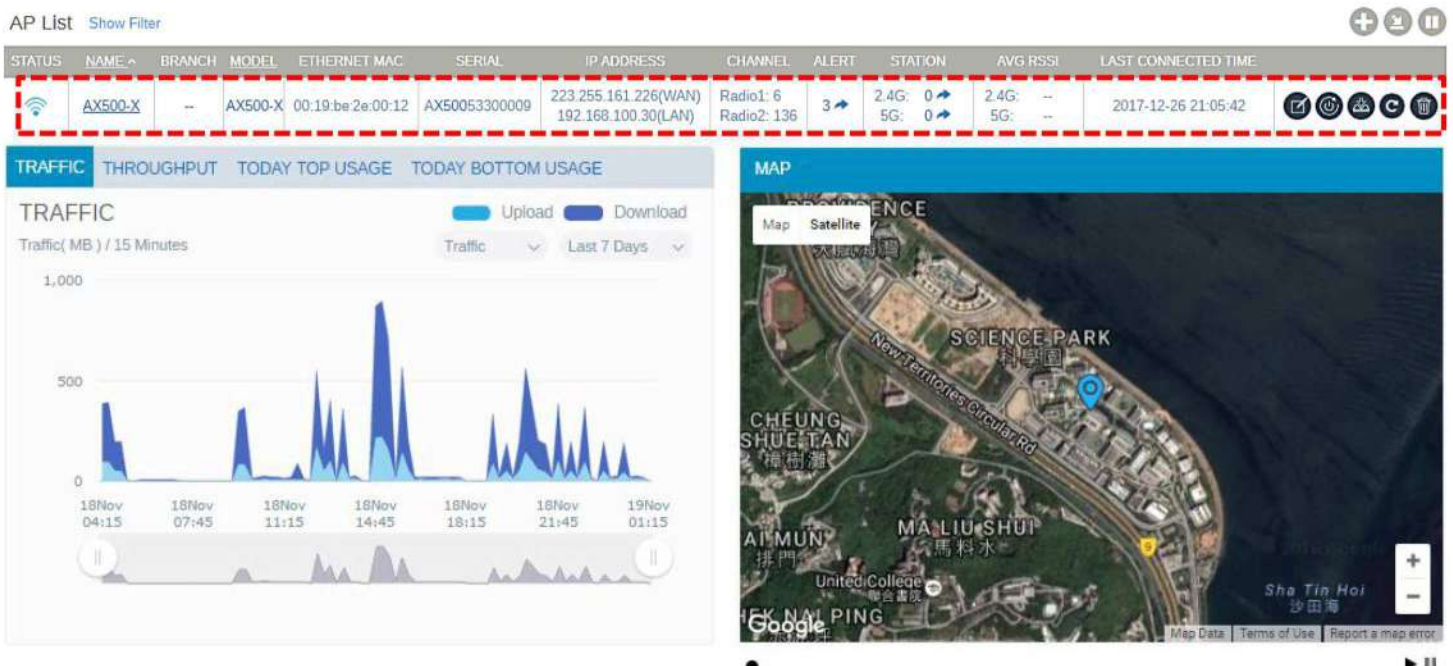 AP List Show Filter
STATUS NAME BRANCH MODEL ETHERNET MAC SERIAL IP ADDRESS CHANNEL ALERT STATION AVG RSSI LAST CONNECTED TIME
AX500-X -- AX500-X 00:19:be:2e:00:12 AX50053300009 223.255.161.226(WAN) Radio1: 6 3 2.4G: 0 2.4G: -- 2017-12-26 21:05:42
192.168.100.30(LAN) Radio2: 136 5G: 0 5G: --
TRAFFIC THROUGHPUT TODAY TOP USAGE TODAY BOTTOM USAGE
TRAFFIC
Upload Download
Traffic( MB ) / 15 Minutes
Traffic Last 7 Days
1,000
500
0
18Nov 18Nov 18Nov 18Nov 18Nov 18Nov 19Nov
04:15 07:45 11:15 14:45 18:15 21:45 01:15
MAP
Map Satellite
SCIENCE PARK
科學園
New Territories Circular Rd
CHEUNG
SHUE TAN
樟樹灘
MA LIU SHUI
馬料水
9
United College
聯合書院
Sha Tin Hoi
沙田海
+
−
Google
Map Data Terms of Use Report a map error